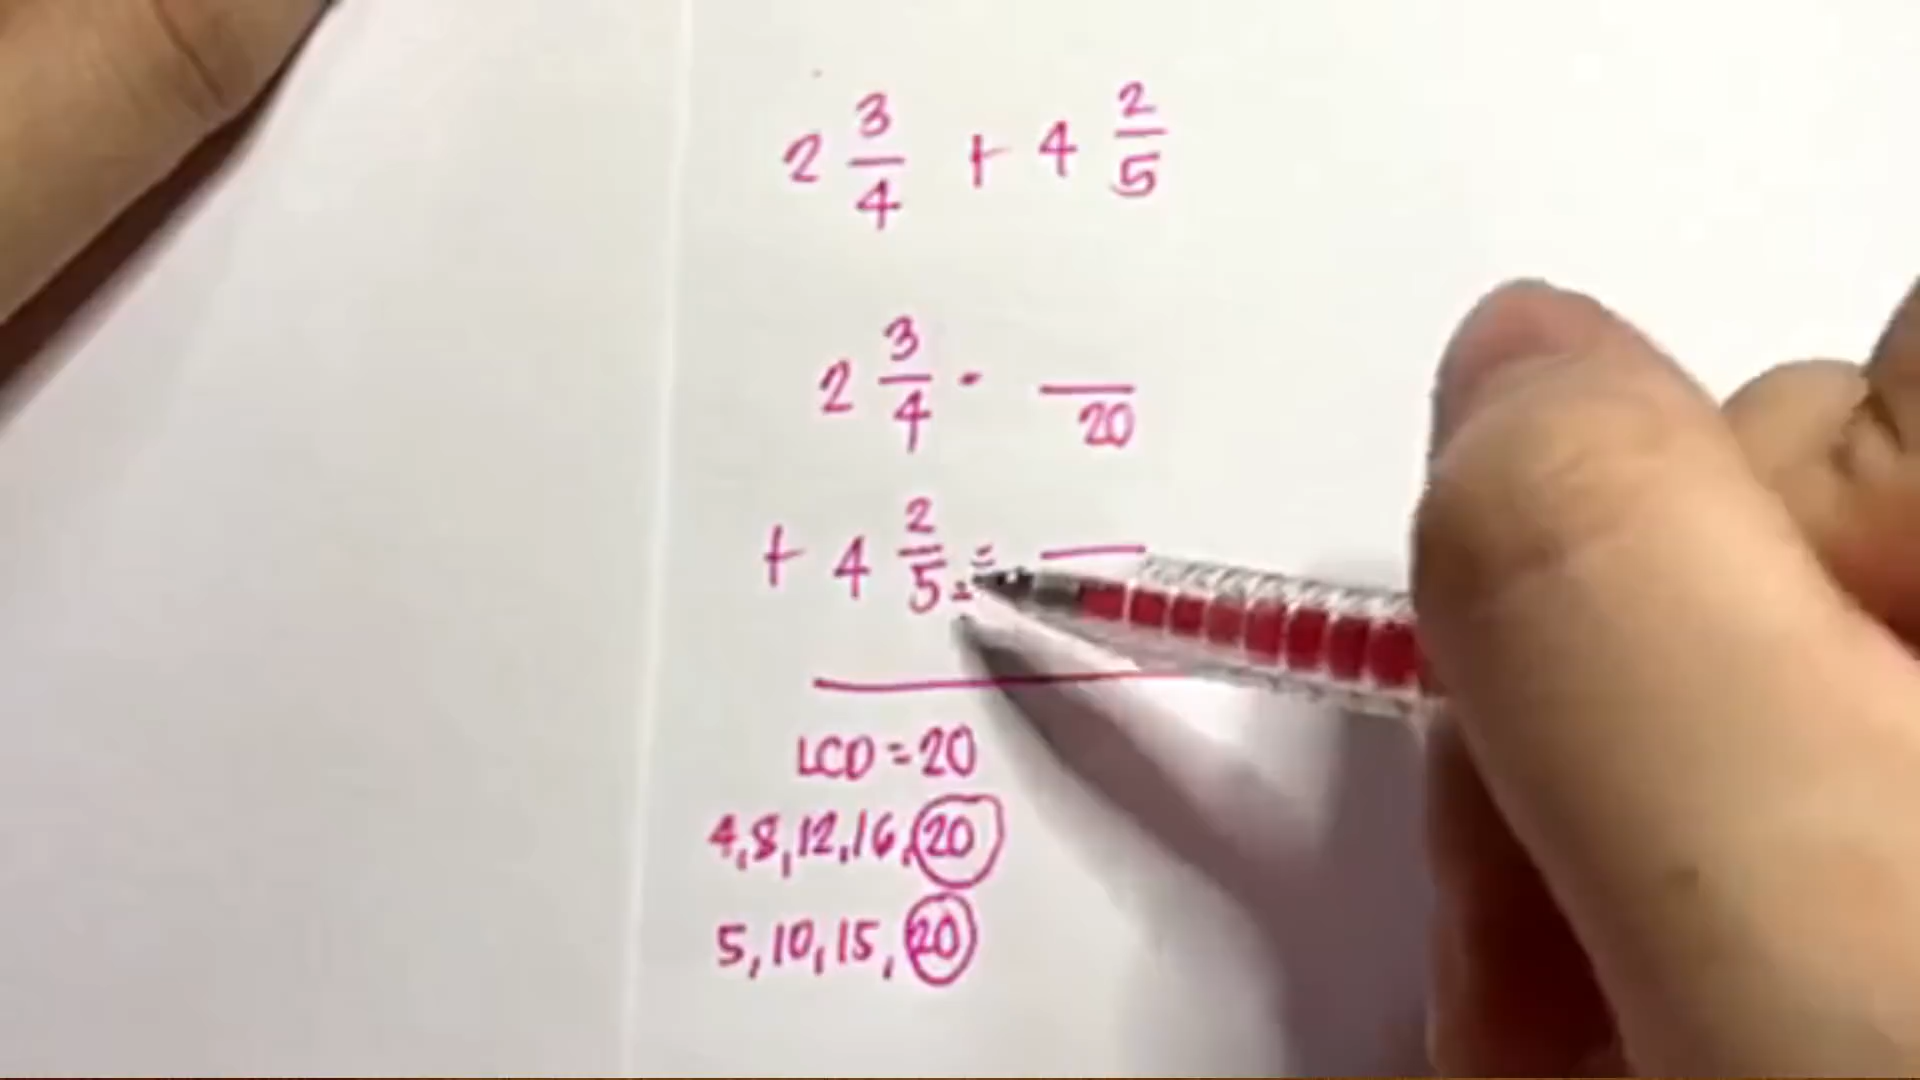 2 3/4 + 4 2/5
2 3/4 - /20
+ 4 2/5 =
LCD = 20
4, 8, 12, 16, 20
5, 10, 15, 20